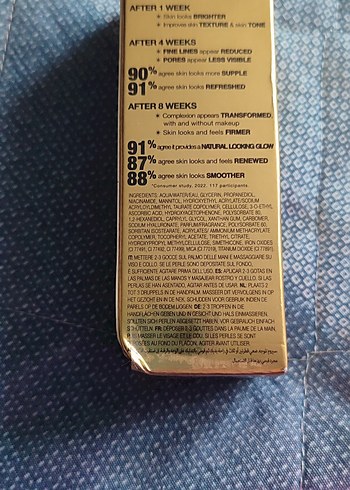 AFTER 1 WEEK
• Skin looks BRIGHTER
• Improves skin TEXTURE & skin TONE
AFTER 4 WEEKS
• FINE LINES appear REDUCED
• PORES appear LESS VISIBLE
90% agree skin looks more SUPPLE
91% agree skin looks REFRESHED
AFTER 8 WEEKS
• Complexion appears TRANSFORMED
with and without makeup
• Skin looks and feels FIRMER
91% agree it provides a NATURAL LOOKING GLOW
87% agree skin looks and feels RENEWED
88% agree skin looks SMOOTHER
*Consumer study, 2022, 117 participants.
INGREDIENTS: AQUA/WATER/EAU, GLYCERIN, PROPANEDIOL,
NIACINAMIDE, MANNITOL, HYDROXYETHYL ACRYLATE/SODIUM
ACRYLOYLDIMETHYL TAURATE COPOLYMER, CELLULOSE, 3-O-ETHYL
ASCORBIC ACID, HYDROXYACETOPHENONE, POLYSORBATE 80,
1,2-HEXANEDIOL, CAPRYLYL GLYCOL, XANTHAN GUM, CARBOMER,
SODIUM HYALURONATE, PARFUM/FRAGRANCE, POLYSORBATE 60,
SORBITAN ISOSTEARATE, ACRYLATES/ AMMONIUM METHACRYLATE
COPOLYMER, TOCOPHERYL ACETATE, TRIETHYL CITRATE,
HYDROXYPROPYL METHYLCELLULOSE, SIMETHICONE, IRON OXIDES
(CI 77491, CI 77492, CI 77499), MICA (CI 77019), TITANIUM DIOXIDE (CI 77891).
IT: METTERE 2-3 GOCCE SUL PALMO DELLE MANI E MASSAGGIARE SU
VISO E COLLO. SE LE PERLE SONO DEPOSITATE SUL FONDO,
È SUFFICIENTE AGITARE PRIMA DELL'USO. ES: APLICAR 2-3 GOTAS EN
LAS PALMAS DE LAS MANOS Y MASAJEAR ROSTRO Y CUELLO. SI LAS
PERLAS SE HAN ASENTADO, AGITAR ANTES DE USAR. NL: PLAATS 2
TOT 3 DRUPPELS IN DE HANDPALM, MASSEER DIT VERVOLGENS IN OP
HET GEZICHT EN IN DE NEK. SCHUDDEN VOOR GEBRUIK INDIEN DE
PARELS OP DE BODEM LIGGEN. DE: 2-3 TROPFEN IN DIE
HANDFLÄCHEN GEBEN UND IN GESICHT UND HALS EINMASSIEREN.
SOLLTEN SICH PERLEN ABGESETZT HABEN, VOR GEBRAUCH EINFACH
SCHÜTTELN. FR: DÉPOSER 2-3 GOUTTES DANS LA PAUME DE LA MAIN,
PUIS MASSER LE VISAGE ET LE COU. SI LES PERLES SE SONT
DÉPOSÉES AU FOND DU FLACON, AGITER AVANT UTILISER.